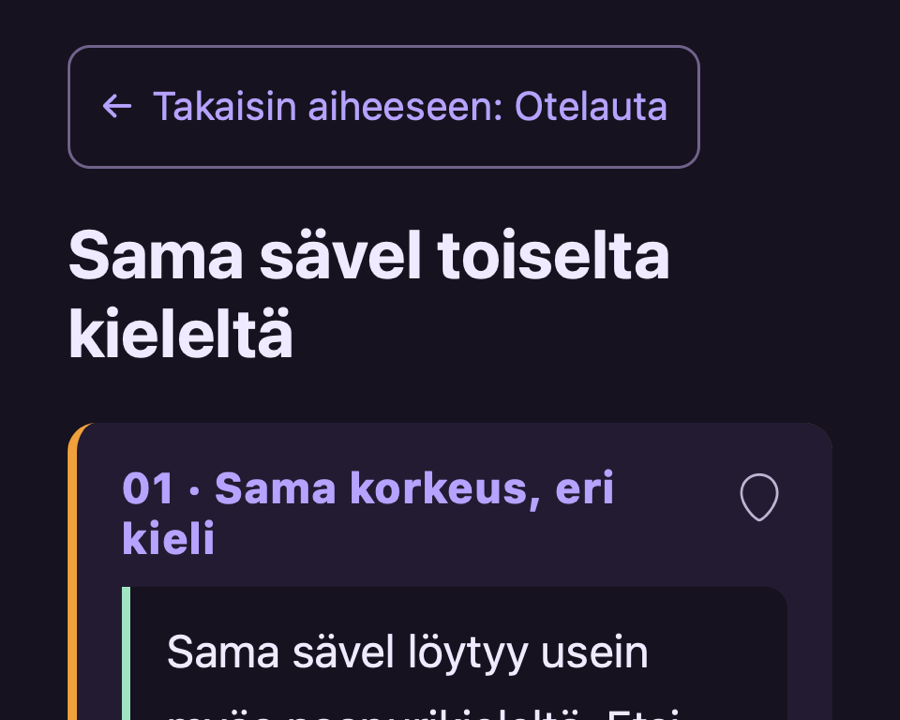 ← Takaisin aiheeseen: Otelauta
Sama sävel toiselta
kieleltä
01 · Sama korkeus, eri
kieli
Sama sävel löytyy usein